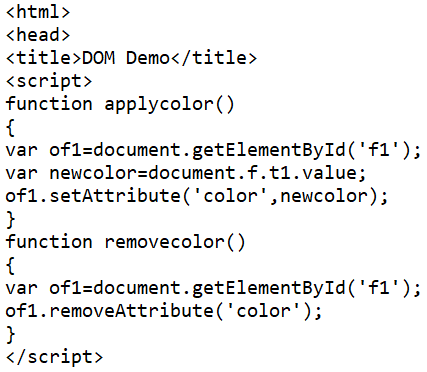 <html>
<head>
<title>DOM Demo</title>
<script>
function applycolor()
{
var of1=document.getElementById('f1');
var newcolor=document.f.t1.value;
of1.setAttribute('color',newcolor);
}
function removecolor()
{
var of1=document.getElementById('f1');
of1.removeAttribute('color');
}
</script>